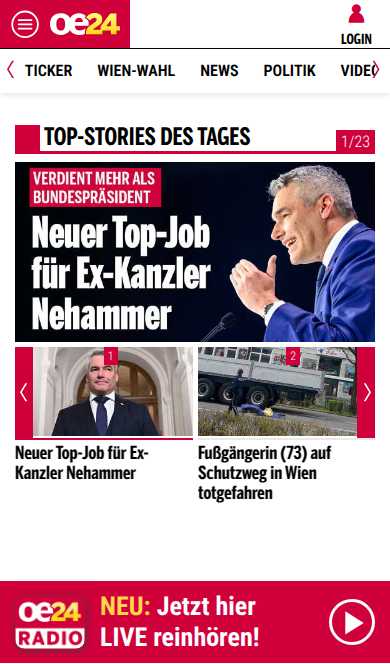 oe24
LOGIN
TICKER WIEN-WAHL NEWS POLITIK VIDEO
TOP-STORIES DES TAGES
1/23
VERDIENT MEHR ALS
BUNDESPRÄSIDENT
Neuer Top-Job
für Ex-Kanzler
Nehammer
1
2
Neuer Top-Job für Ex-
Kanzler Nehammer
Fußgängerin (73) auf
Schutzweg in Wien
totgefahren
oe24
RADIO
NEU: Jetzt hier
LIVE reinhören!